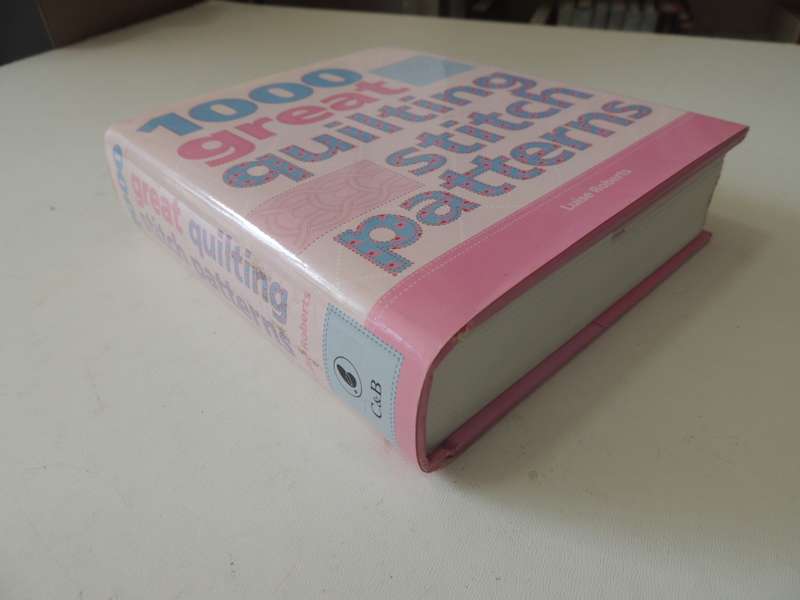 1000
great
quilting
stitch
patterns
Luise Roberts
great quilting
stitch patterns
Roberts
C&B